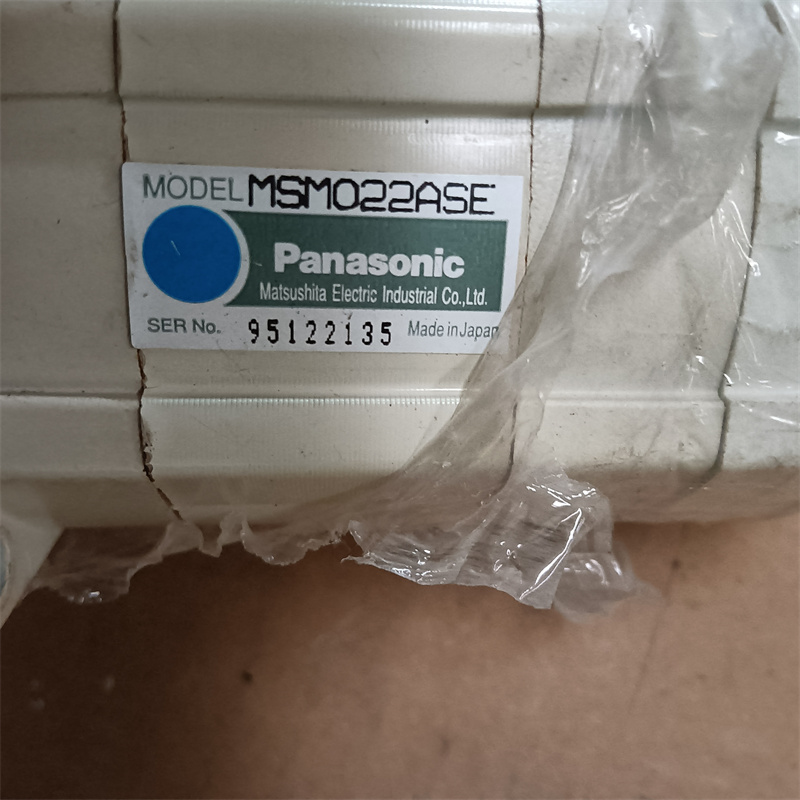 MODEL MSM022ASE
Panasonic
Matsushita Electric Industrial Co.,Ltd.
SER No. 95122135 Made in Japan